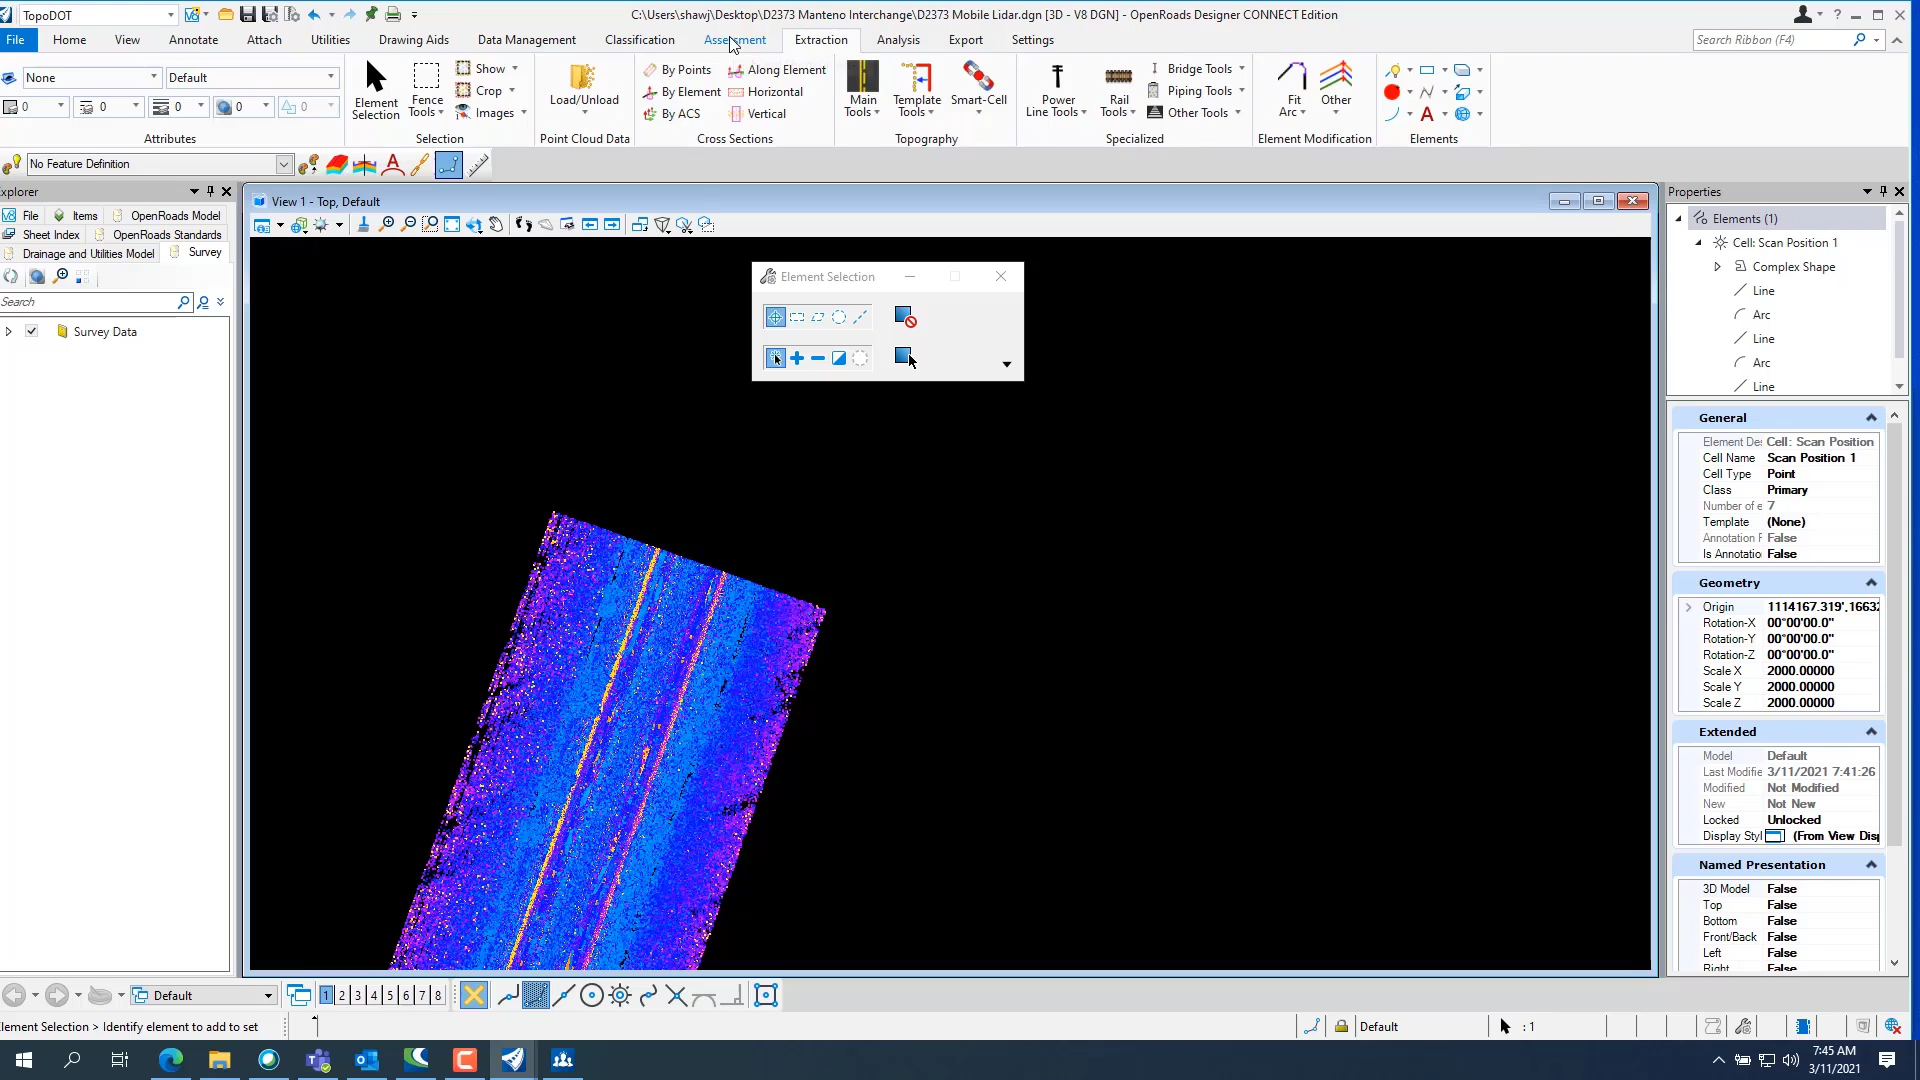 TopoDOT
C:\Users\shawj\Desktop\D2373 Manteno Interchange\D2373 Mobile Lidar.dgn [3D - V8 DGN] - OpenRoads Designer CONNECT Edition
File Home View Annotate Attach Utilities Drawing Aids Data Management Classification Assessment Extraction Analysis Export Settings Search Ribbon (F4)
None Default
0 0 0 0 0
Attributes
Element Selection
Fence Tools
Show
Crop
Images
Selection
Load/Unload
Point Cloud Data
By Points Along Element
By Element Horizontal
By ACS Vertical
Cross Sections
Main Tools
Template Tools
Smart-Cell
Topography
Power Line Tools
Rail Tools
Bridge Tools
Piping Tools
Other Tools
Specialized
Fit Arc
Other
Element Modification
Elements
No Feature Definition
xplorer
File Items OpenRoads Model
Sheet Index OpenRoads Standards
Drainage and Utilities Model Survey
Search
Survey Data
View 1 - Top, Default
Element Selection
Properties
Elements (1)
Cell: Scan Position 1
Complex Shape
Line
Arc
Line
Arc
Line
General
Element De: Cell: Scan Position
Cell Name Scan Position 1
Cell Type Point
Class Primary
Number of e 7
Template (None)
Annotation F False
Is Annotatio False
Geometry
Origin 1114167.319',16632
Rotation-X 00°00'00.0"
Rotation-Y 00°00'00.0"
Rotation-Z 00°00'00.0"
Scale X 2000.00000
Scale Y 2000.00000
Scale Z 2000.00000
Extended
Model Default
Last Modifie 3/11/2021 7:41:26
Modified Not Modified
New Not New
Locked Unlocked
Display Styl (From View Disp
Named Presentation
3D Model False
Top False
Bottom False
Front/Back False
Left False
Right False
Default 1 2 3 4 5 6 7 8
lement Selection > Identify element to add to set
Default : 1
7:45 AM
3/11/2021